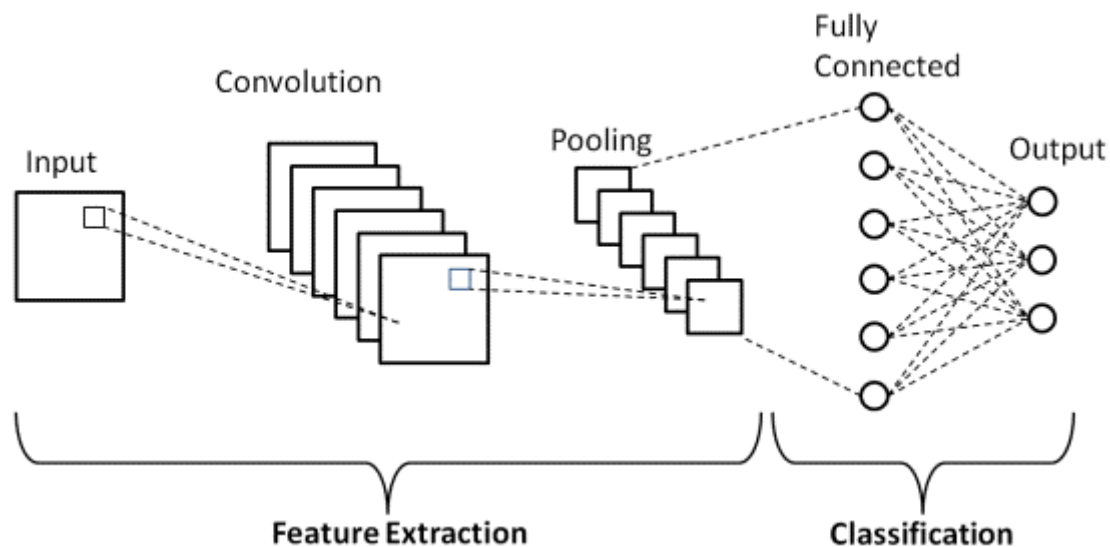 Input
Convolution
Pooling
Fully
Connected
Output
Feature Extraction
Classification